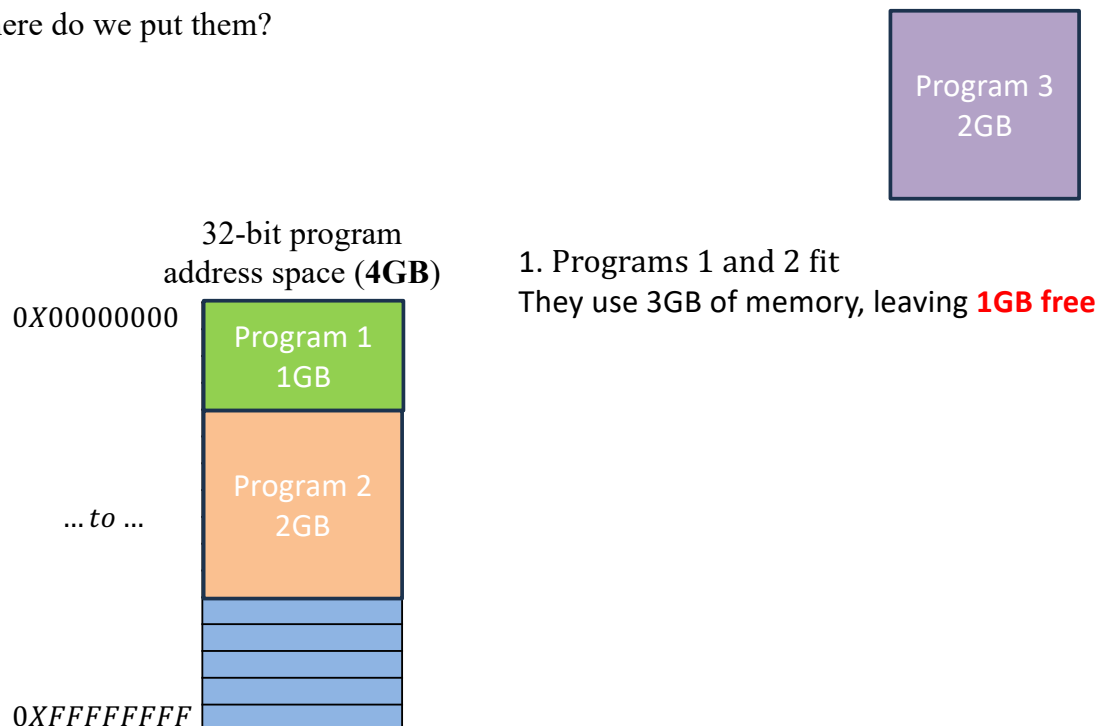 ere do we put them?
Program 3
2GB
32-bit program
address space (4GB)
1. Programs 1 and 2 fit
They use 3GB of memory, leaving 1GB free
0X00000000
Program 1
1GB
Program 2
2GB
... to ...
0XFFFFFFFF